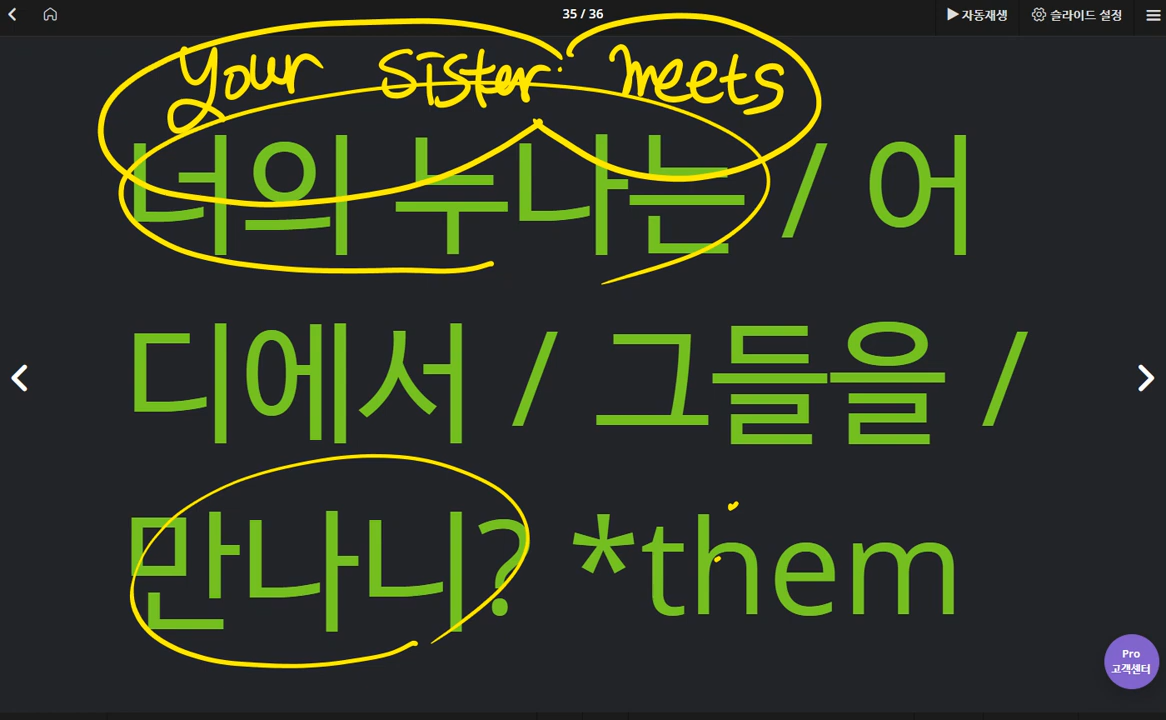 35 / 36
자동재생
슬라이드 설정
your sister meets
너의 누나는 / 어
디에서 / 그들을 /
만나니? *them
Pro
고객센터